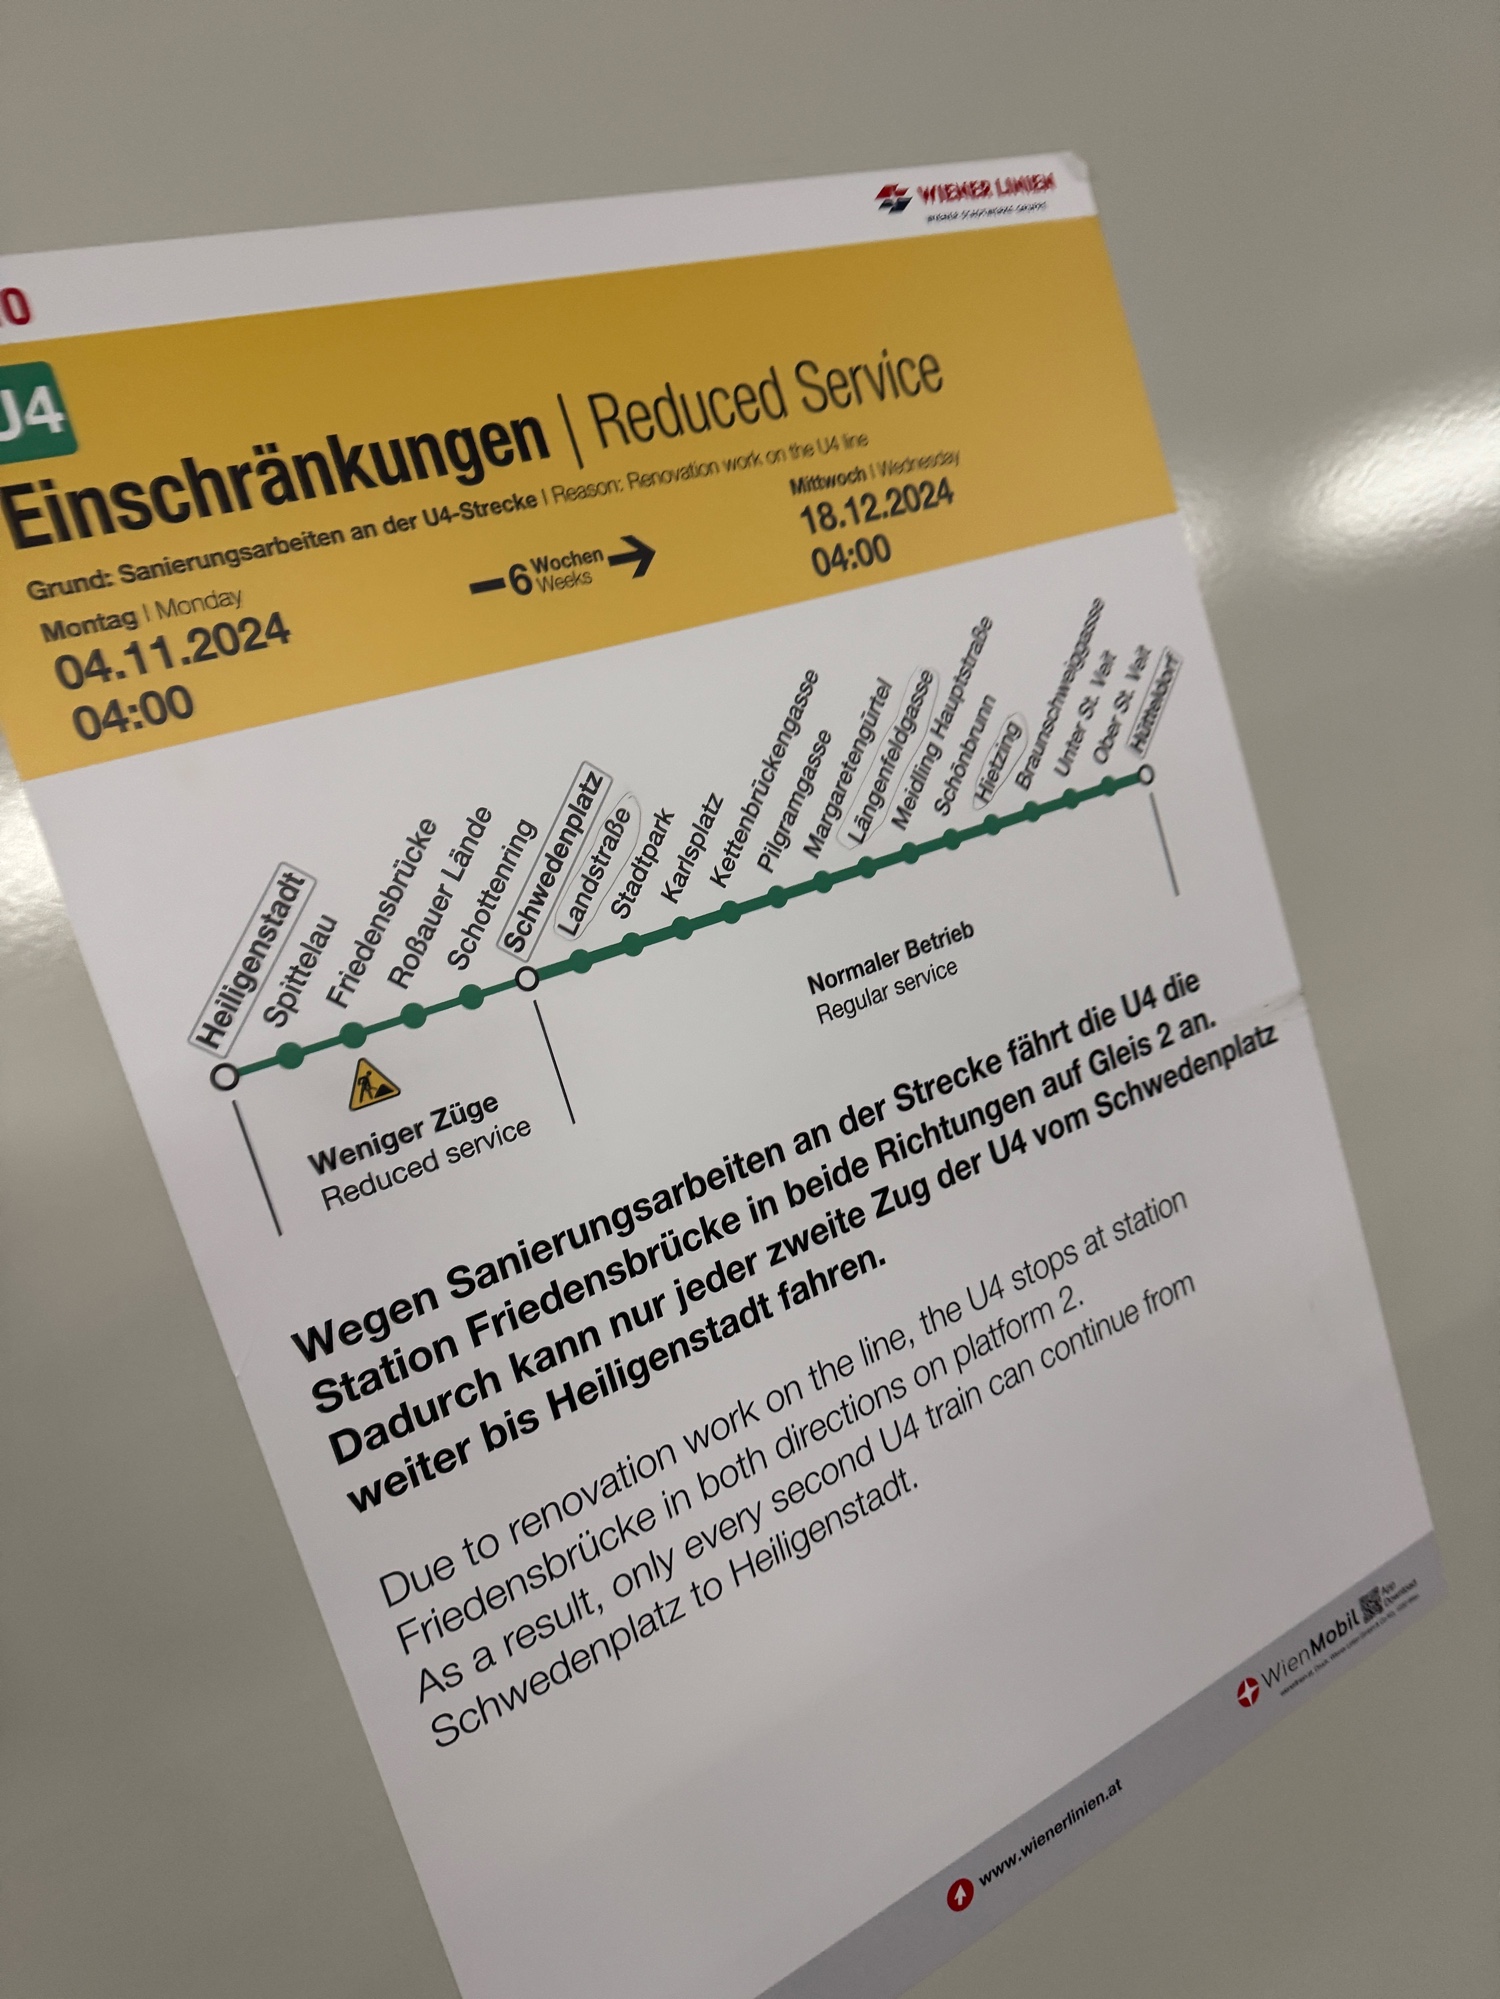 WIENER LINIEN
U4
Einschränkungen | Reduced Service
Grund: Sanierungsarbeiten an der U4-Strecke | Reason: Renovation work on the U4 line
Montag | Monday
04.11.2024
04:00
6 Wochen
Weeks
Mittwoch | Wednesday
18.12.2024
04:00
Heiligenstadt
Spittelau
Friedensbrücke
Roßauer Lände
Schottenring
Schwedenplatz
Landstraße
Stadtpark
Karlsplatz
Kettenbrückengasse
Pilgramgasse
Margaretengürtel
Längenfeldgasse
Meidling Hauptstraße
Schönbrunn
Hietzing
Braunschweiggasse
Unter St. Veit
Ober St. Veit
Hütteldorf
Weniger Züge
Reduced service
Normaler Betrieb
Regular service
Wegen Sanierungsarbeiten an der Strecke fährt die U4 die
Station Friedensbrücke in beide Richtungen auf Gleis 2 an.
Dadurch kann nur jeder zweite Zug der U4 vom Schwedenplatz
weiter bis Heiligenstadt fahren.
Due to renovation work on the line, the U4 stops at station
Friedensbrücke in both directions on platform 2.
As a result, only every second U4 train can continue from
Schwedenplatz to Heiligenstadt.
www.wienerlinien.at
WienMobil
App
Download